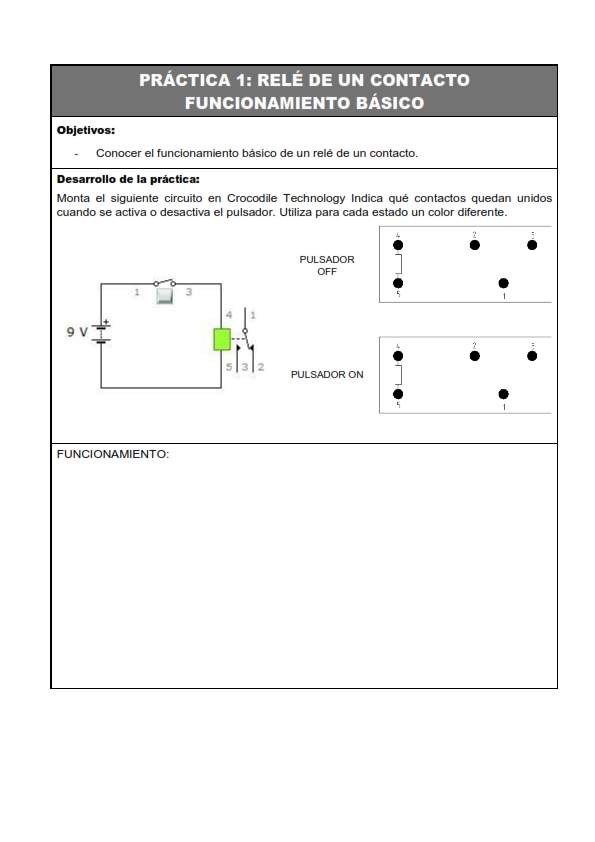 PRÁCTICA 1: RELÉ DE UN CONTACTO
FUNCIONAMIENTO BÁSICO
Objetivos:
- Conocer el funcionamiento básico de un relé de un contacto.
Desarrollo de la práctica:
Monta el siguiente circuito en Crocodile Technology Indica qué contactos quedan unidos
cuando se activa o desactiva el pulsador. Utiliza para cada estado un color diferente.
PULSADOR
OFF
4 2 3
5 1
1 3
9 V
+
4 1
5 3 2
PULSADOR ON
4 2 3
5 1
FUNCIONAMIENTO: